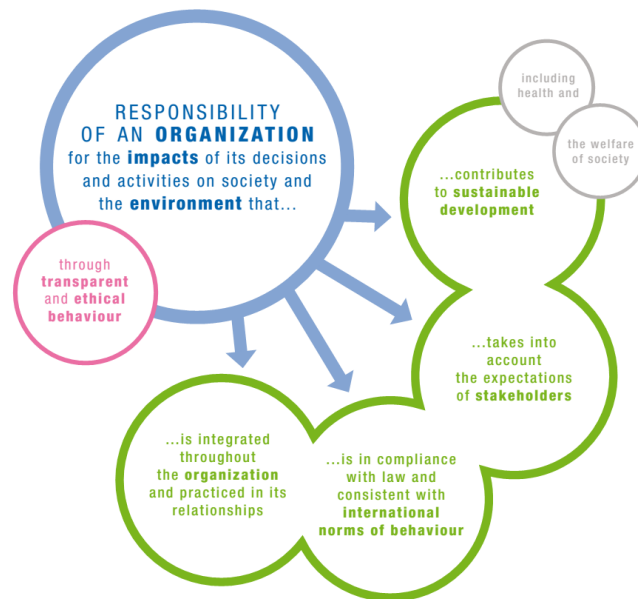 RESPONSIBILITY
OF AN ORGANIZATION
for the impacts of its decisions
and activities on society and
the environment that...
through
transparent
and ethical
behaviour
including
health and
the welfare
of society
...contributes
to sustainable
development
...takes into
account
the expectations
of stakeholders
...is in compliance
with law and
consistent with
international
norms of behaviour
...is integrated
throughout
the organization
and practiced in its
relationships